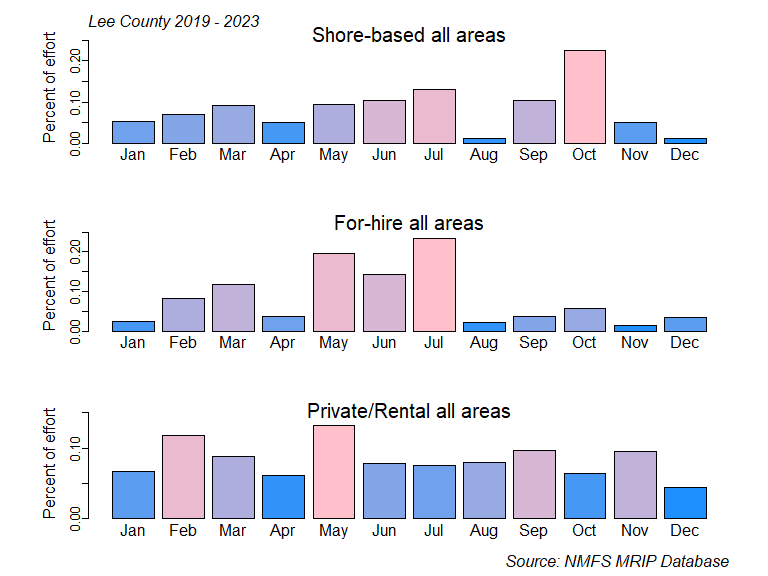 Lee County 2019 - 2023
Shore-based all areas
Percent of effort
0.00 0.10 0.20
Jan Feb Mar Apr May Jun Jul Aug Sep Oct Nov Dec
For-hire all areas
Percent of effort
0.00 0.10 0.20
Jan Feb Mar Apr May Jun Jul Aug Sep Oct Nov Dec
Private/Rental all areas
Percent of effort
0.00 0.10
Jan Feb Mar Apr May Jun Jul Aug Sep Oct Nov Dec
Source: NMFS MRIP Database